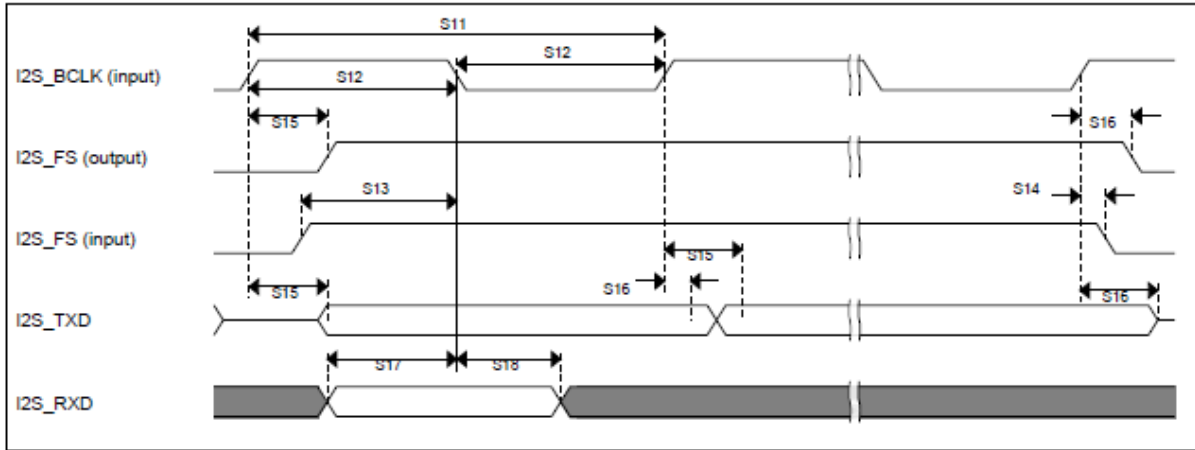 S11
I2S_BCLK (input)
S12
S12
S15
S16
I2S_FS (output)
S13
S14
I2S_FS (input)
S15
S15
S16
S16
I2S_TXD
S17
S18
I2S_RXD